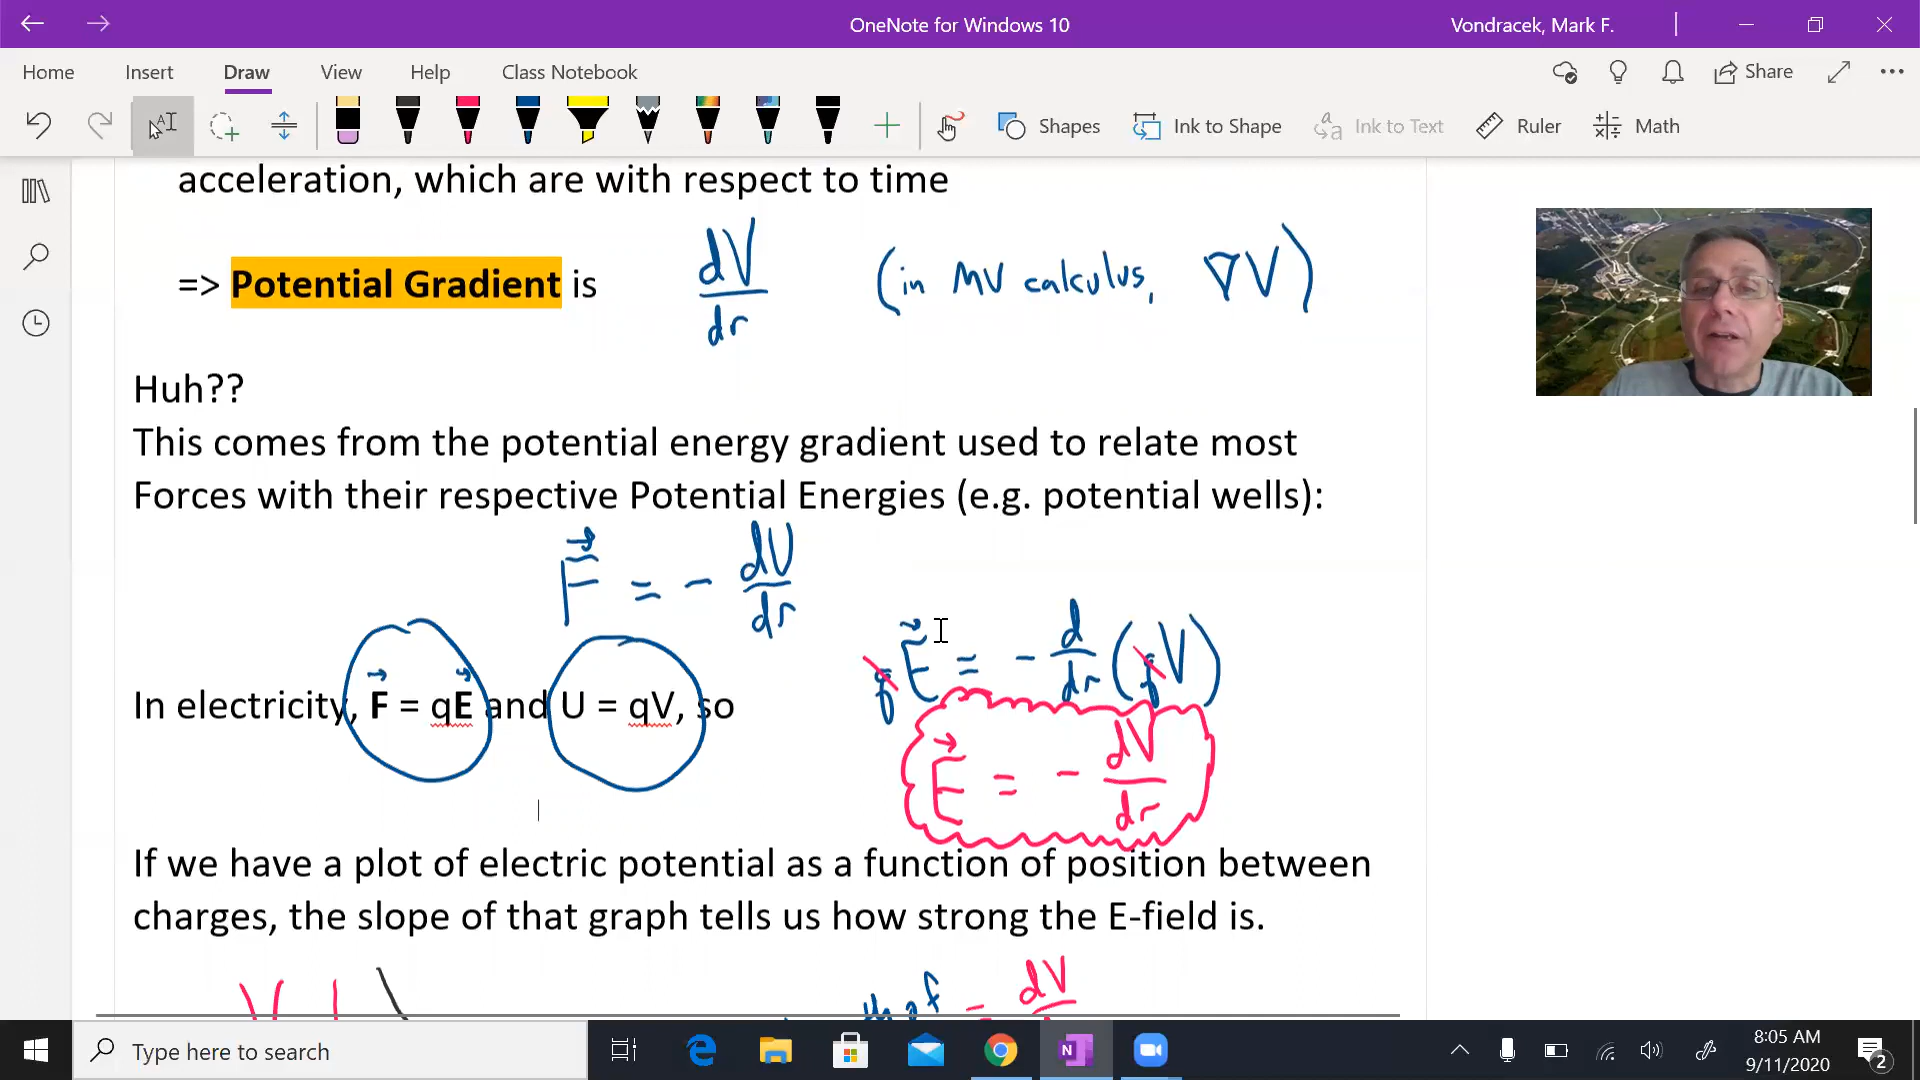 OneNote for Windows 10
Vondracek, Mark F.
Home Insert Draw View Help Class Notebook
Share
Shapes Ink to Shape Ink to Text Ruler Math
acceleration, which are with respect to time
=> Potential Gradient is dV/dr (in MV calculus, ∇V)
Huh??
This comes from the potential energy gradient used to relate most
Forces with their respective Potential Energies (e.g. potential wells):
F = - dU/dr
qE = - d/dr (qV)
In electricity, F = qE and U = qV, so
E = - dV/dr
If we have a plot of electric potential as a function of position between
charges, the slope of that graph tells us how strong the E-field is.
V
= dV
Type here to search
8:05 AM
9/11/2020
2